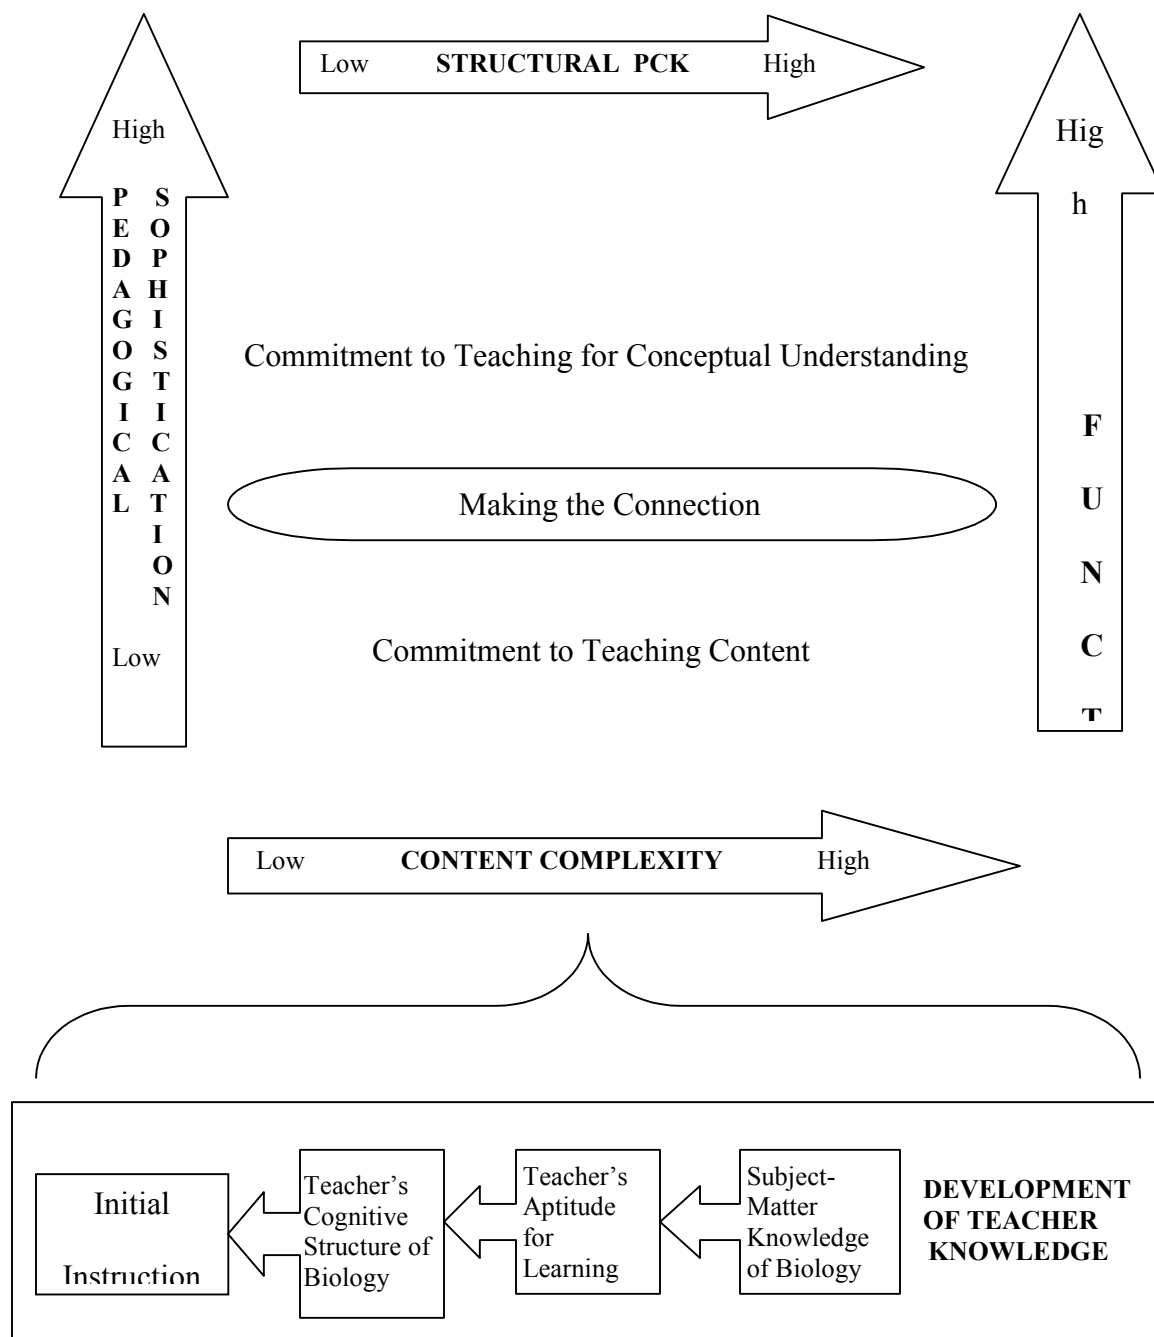 Low STRUCTURAL PCK High
High
PEDAGOGICAL
SOPHISTICATION
Low
Hig
h
FUNCT
Commitment to Teaching for Conceptual Understanding
Making the Connection
Commitment to Teaching Content
Low CONTENT COMPLEXITY High
Initial
Instruction
Teacher’s
Cognitive
Structure of
Biology
Teacher’s
Aptitude
for
Learning
Subject-
Matter
Knowledge
of Biology
DEVELOPMENT
OF TEACHER
KNOWLEDGE